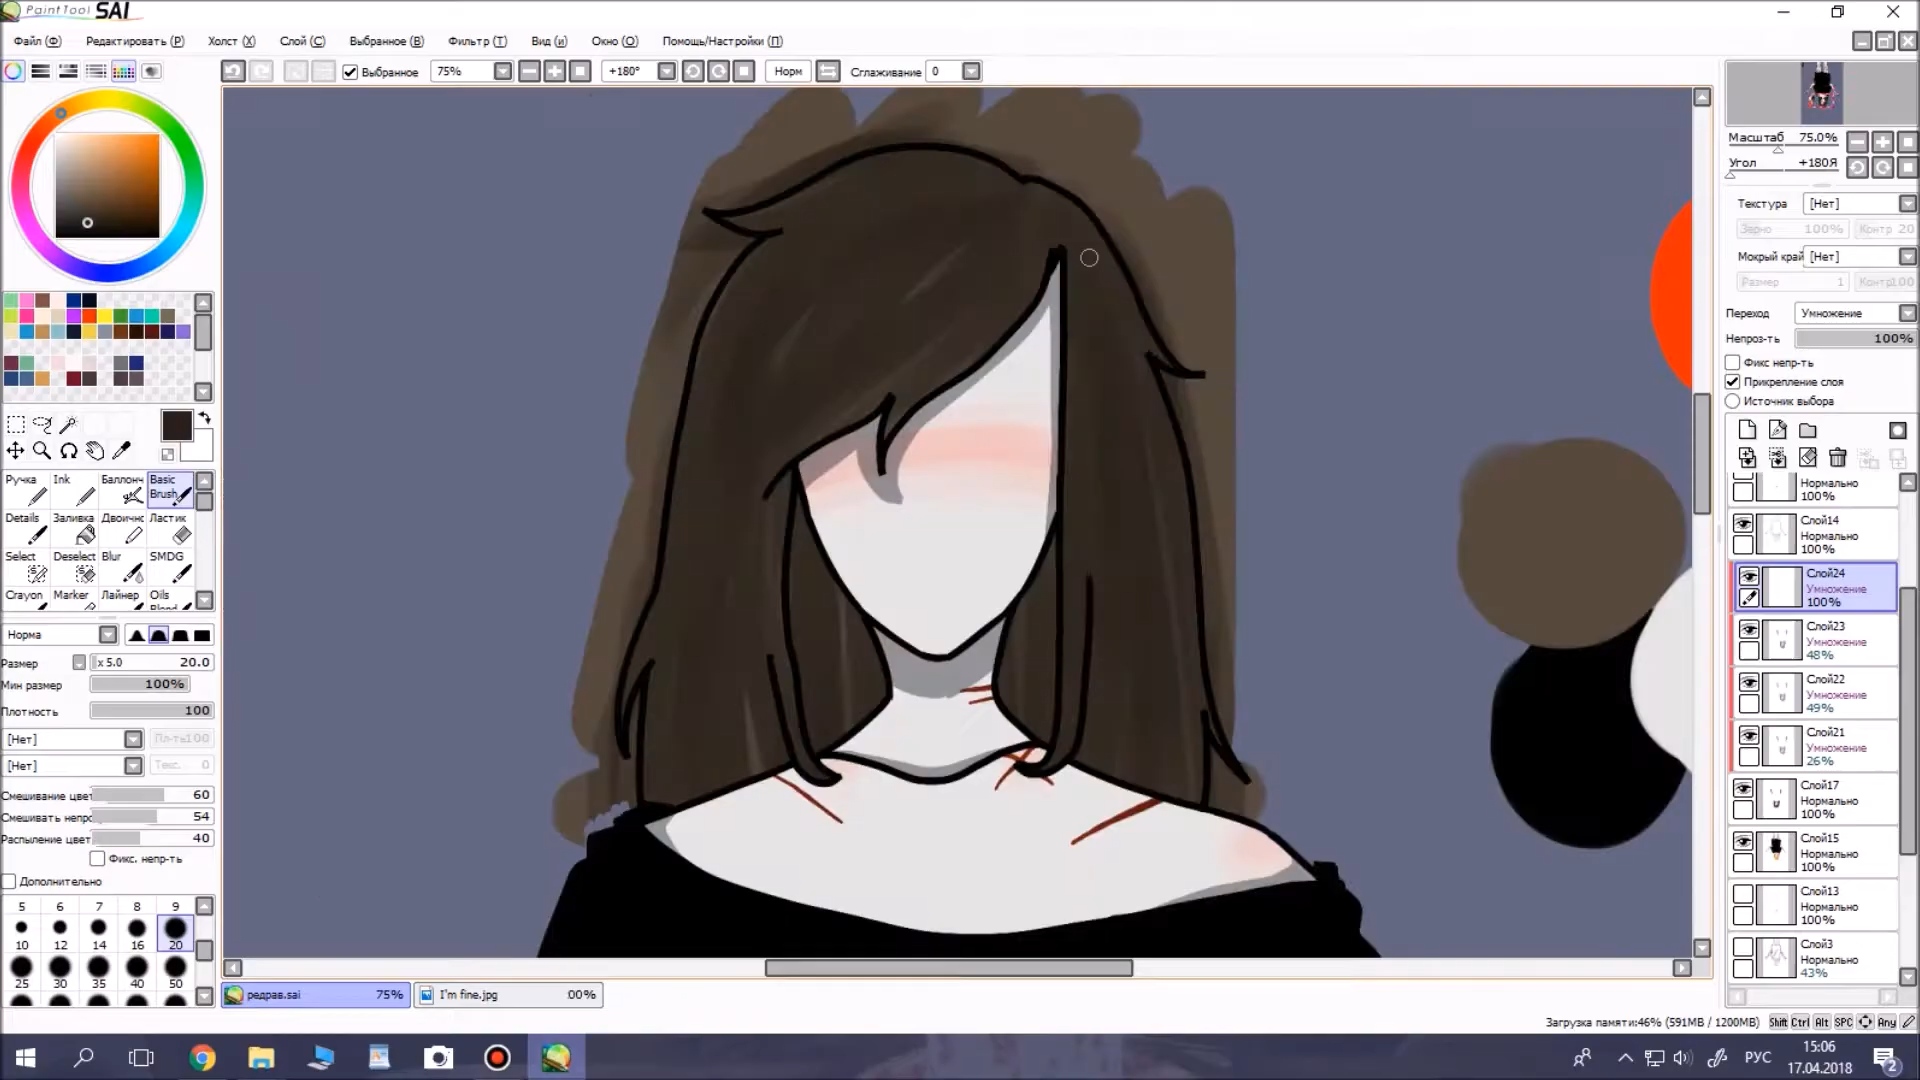 PaintTool SAI
Файл (Ф) Редактировать (Р) Холст (Х) Слой (С) Выбранное (В) Фильтр (Т) Вид (и) Окно (О) Помощь/Настройки (П)
Выбранное 75% +180° Норм Сглаживание 0
Масштаб 75.0%
Угол +180Я
Текстура [Нет]
Зерно 100% Контр 20
Мокрый край [Нет]
Размер 1 Контр100
Переход Умножение
Непроз-ть 100%
Фикс непр-ть
Прикрепление слоя
Источник выбора
Нормально
100%
Слой14
Нормально
100%
Слой24
Умножение
100%
Слой23
Умножение
48%
Слой22
Умножение
49%
Слой21
Умножение
26%
Слой17
Нормально
100%
Слой15
Нормально
100%
Слой13
Нормально
100%
Слой3
Нормально
43%
Ручка Ink Баллонч Basic Brush
Details Заливка Двоичнс Ластик
Select Deselect Blur SMDG
Crayon Marker Лайнер Oils
Норма
Размер x 5.0 20.0
Мин размер 100%
Плотность 100
[Нет] Пл-ть100
[Нет] Текс. 0
Смешивание цвет 60
Смешивать непро 54
Распыление цвет 40
Фикс. непр-ть
Дополнительно
5 6 7 8 9
10 12 14 16 20
25 30 35 40 50
редрав.sai 75% I'm fine.jpg 00%
Загрузка памяти:46% (591MB / 1200MB) Shift Ctrl Alt SPC Any
РУС 15:06
17.04.2018
2